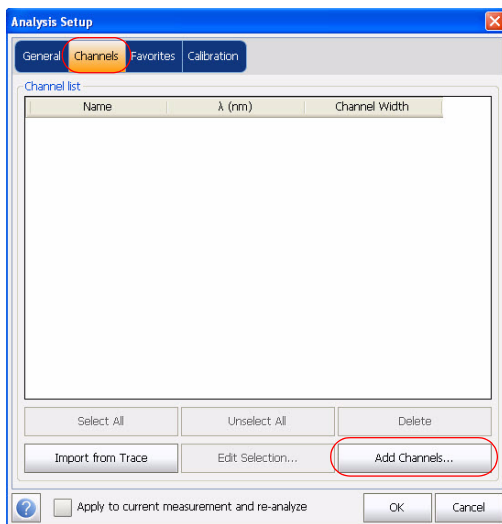 Analysis Setup
General Channels Favorites Calibration
Channel list
Name λ (nm) Channel Width
Select All Unselect All Delete
Import from Trace Edit Selection... Add Channels...
? Apply to current measurement and re-analyze OK Cancel